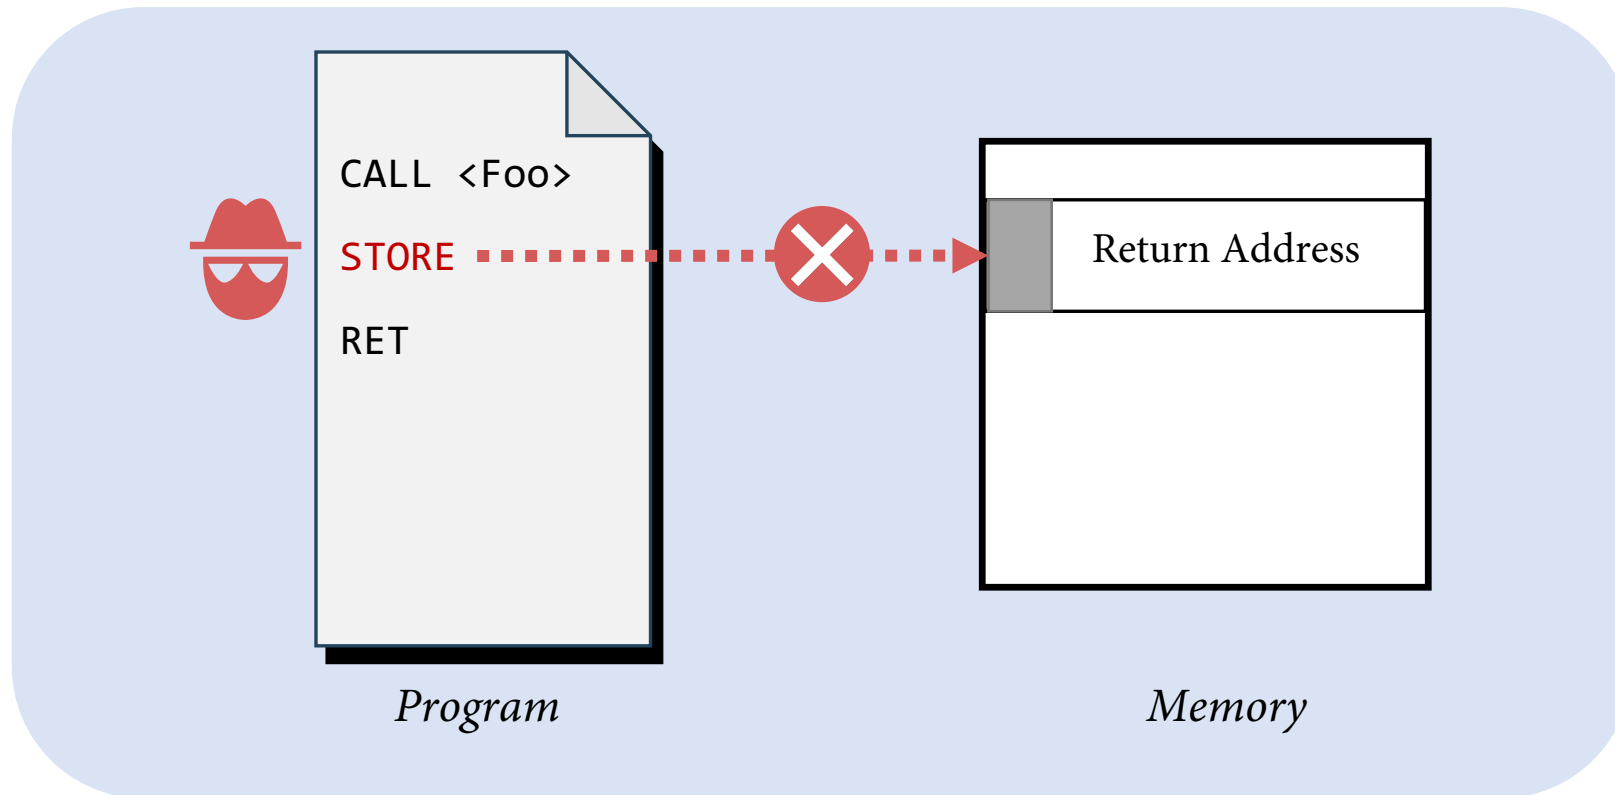 CALL <Foo>
STORE
Return Address
RET
Program
Memory